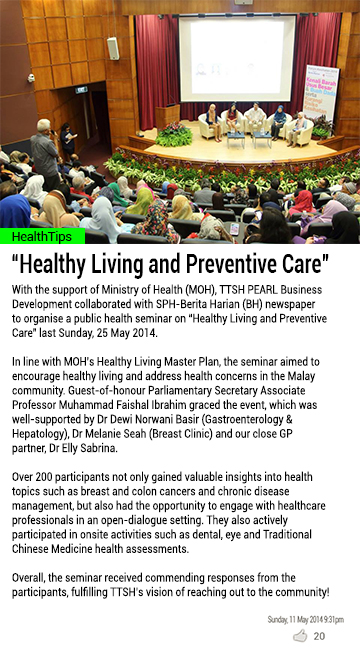 HealthTips
“Healthy Living and Preventive Care”
With the support of Ministry of Health (MOH), TTSH PEARL Business
Development collaborated with SPH-Berita Harian (BH) newspaper
to organise a public health seminar on “Healthy Living and Preventive
Care” last Sunday, 25 May 2014.
In line with MOH's Healthy Living Master Plan, the seminar aimed to
encourage healthy living and address health concerns in the Malay
community. Guest-of-honour Parliamentary Secretary Associate
Professor Muhammad Faishal Ibrahim graced the event, which was
well-supported by Dr Dewi Norwani Basir (Gastroenterology &
Hepatology), Dr Melanie Seah (Breast Clinic) and our close GP
partner, Dr Elly Sabrina.
Over 200 participants not only gained valuable insights into health
topics such as breast and colon cancers and chronic disease
management, but also had the opportunity to engage with healthcare
professionals in an open-dialogue setting. They also actively
participated in onsite activities such as dental, eye and Traditional
Chinese Medicine health assessments.
Overall, the seminar received commending responses from the
participants, fulfilling TTSH's vision of reaching out to the community!
Sunday, 11 May 2014 9:31pm
20